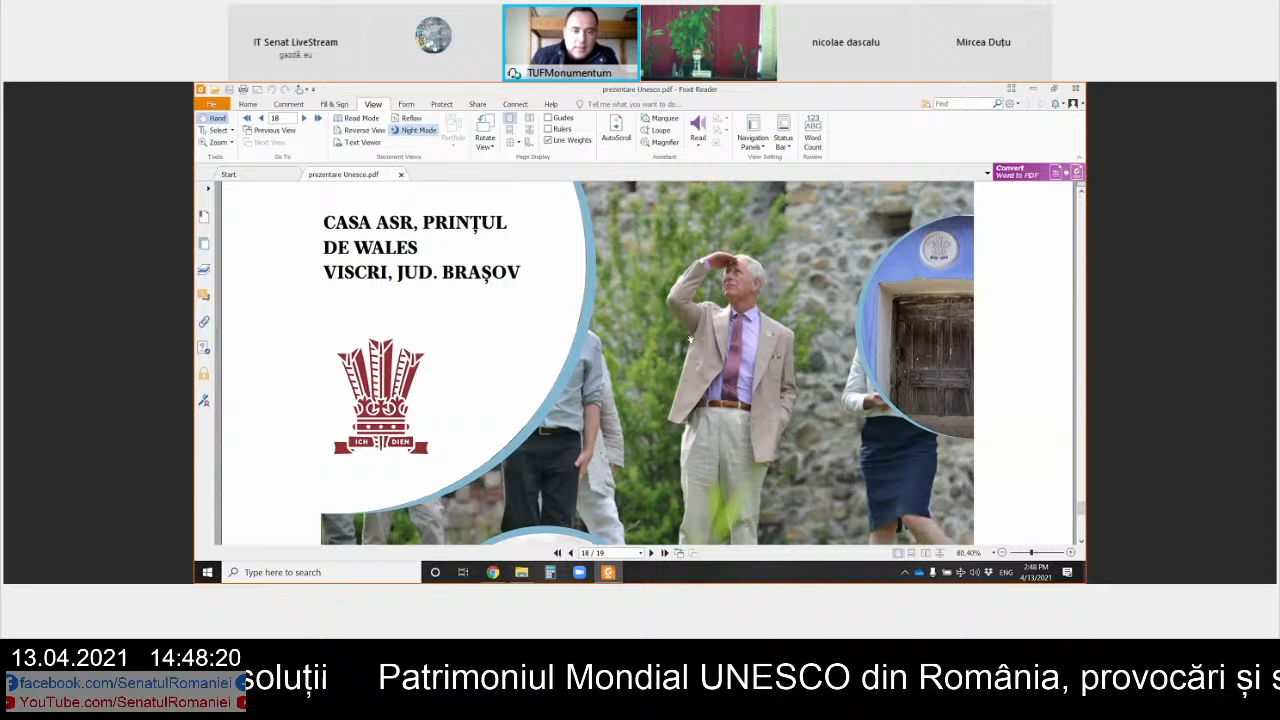 IT Senat LiveStream
gazdă, eu
TUFMonumentum
nicolae dascalu
Mircea Duțu
prezentare Unesco.pdf - Foxit Reader
File Home Comment Fill & Sign View Form Protect Share Connect Help Tell me what you want to do... Find
Hand 18 Read Mode Reflow Guides Marquee
Select Previous View Reverse View Night Mode Rulers Loupe
Zoom Next View Text Viewer Line Weights Magnifier
Portfolio Rotate View AutoScroll Read Navigation Panels Status Bar Word Count
Tools Go To Document Views Page Display Assistant View Setting Review
Start prezentare Unesco.pdf
Convert
Word to PDF
CASA ASR, PRINȚUL
DE WALES
VISCRI, JUD. BRAȘOV
ICH DIEN
18 / 19 80.40%
Type here to search
ENG
2:48 PM
4/13/2021
13.04.2021 14:48:20
facebook.com/SenatulRomaniei
YouTube.com/SenatulRomaniei
soluții Patrimoniul Mondial UNESCO din România, provocări și s